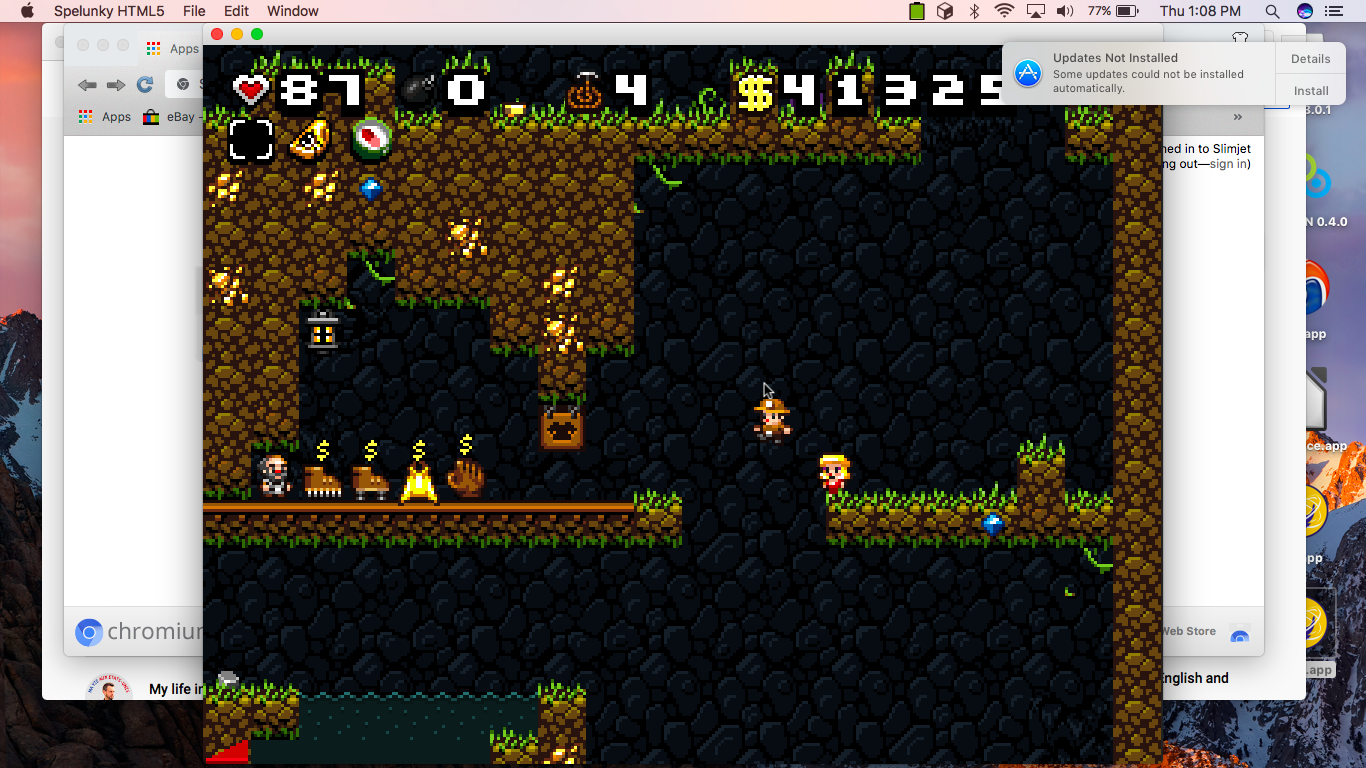 Spelunky HTML5 File Edit Window 77% Thu 1:08 PM
Updates Not Installed
Some updates could not be installed automatically.
Details
Install
Apps
Apps eBay -
»
87 0 4 $41325
ned in to Slimjet
ng out—sign in)
N 0.4.0
app
$ $ $ $
ce.app
app
chromium
Web Store
.app
My life in
English and